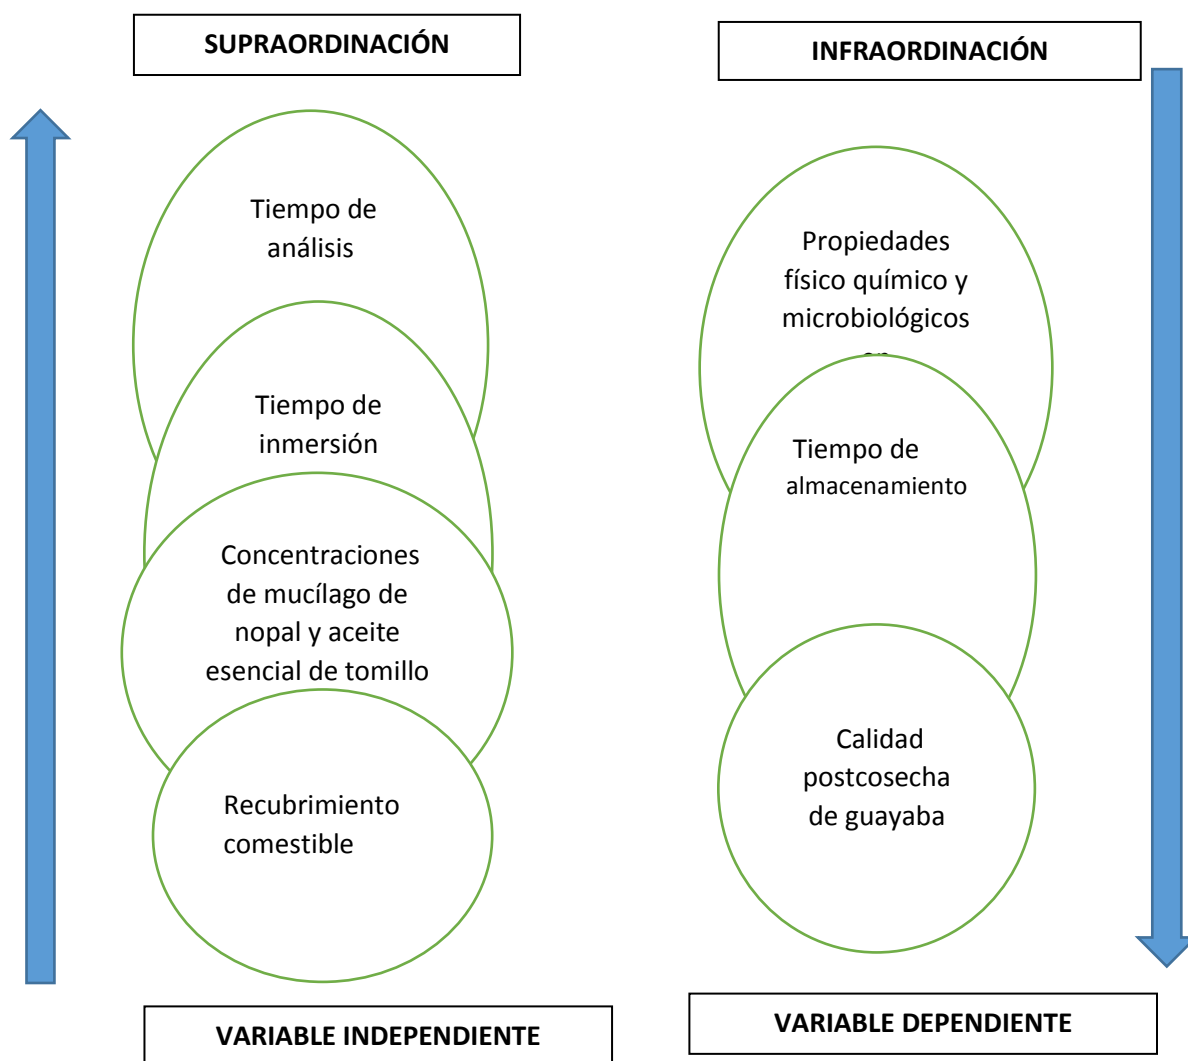 SUPRAORDINACIÓN
Tiempo de
análisis
Tiempo de
inmersión
Concentraciones
de mucílago de
nopal y aceite
esencial de tomillo
Recubrimiento
comestible
VARIABLE INDEPENDIENTE
INFRAORDINACIÓN
Propiedades
físico químico y
microbiológicos
Tiempo de
almacenamiento
Calidad
postcosecha
de guayaba
VARIABLE DEPENDIENTE